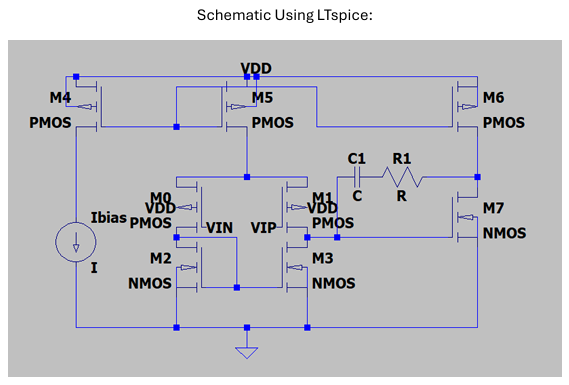 Schematic Using LTspice:
VDD
M4
M5
M6
PMOS
PMOS
PMOS
C1
R1
C
R
M0
VDD
PMOS
M1
VDD
PMOS
M7
NMOS
Ibias
I
VIN
VIP
M2
M3
NMOS
NMOS